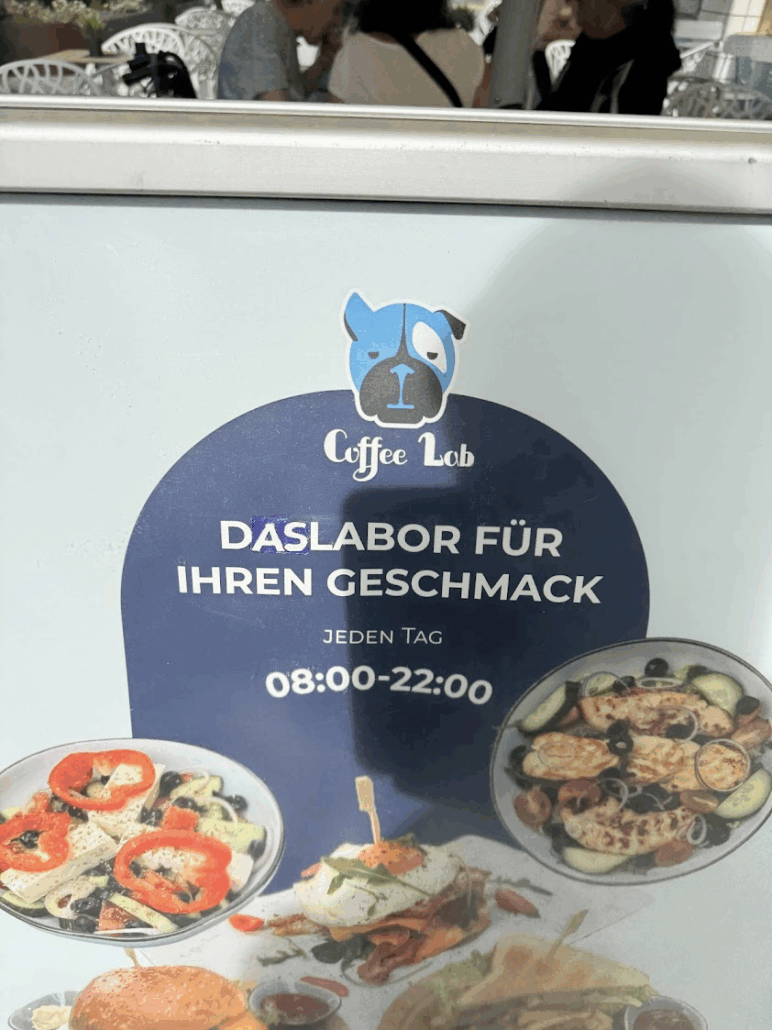 Coffee Lab
DASLABOR FÜR
IHREN GESCHMACK
JEDEN TAG
08:00-22:00